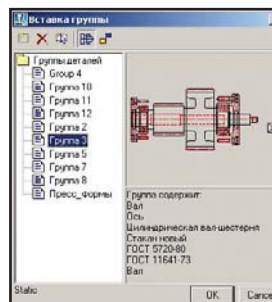 Вставка группы
Группы деталей
Group 4
Группа 10
Группа 11
Группа 12
Группа 2
Группа 3
Группа 5
Группа 7
Группа 8
Пресс_формы
Группа содержит:
Вал
Ось
Цилиндрическая вал-шестерня
Стакан новый
ГОСТ 5720-80
ГОСТ 11641-73
Вал
Static
OK
Cance